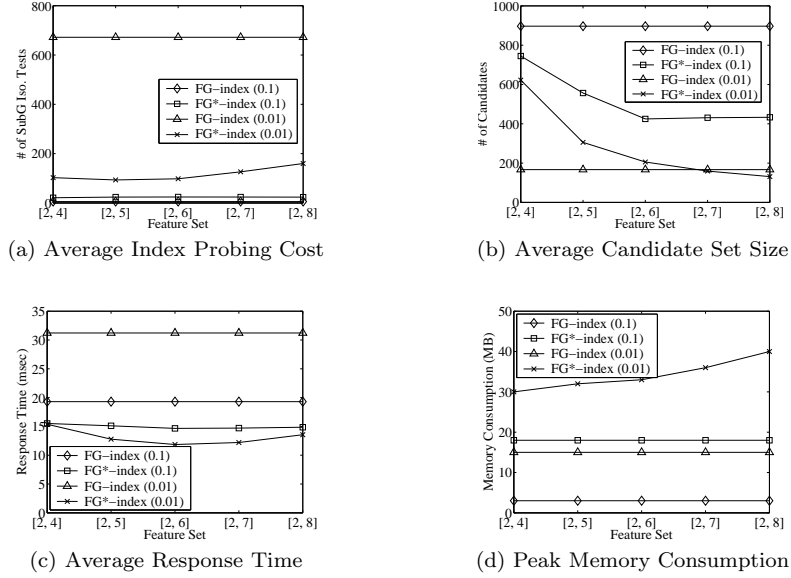 800
600
400
200
0
# of SubG Iso. Tests
FG−index (0.1)
FG*−index (0.1)
FG−index (0.01)
FG*−index (0.01)
[2, 4] [2, 5] [2, 6] [2, 7] [2, 8]
Feature Set
(a) Average Index Probing Cost
1000
800
600
400
200
0
# of Candidates
FG−index (0.1)
FG*−index (0.1)
FG−index (0.01)
FG*−index (0.01)
[2, 4] [2, 5] [2, 6] [2, 7] [2, 8]
Feature Set
(b) Average Candidate Set Size
35
30
25
20
15
10
5
0
Response Time (msec)
FG−index (0.1)
FG*−index (0.1)
FG−index (0.01)
FG*−index (0.01)
[2, 4] [2, 5] [2, 6] [2, 7] [2, 8]
Feature Set
(c) Average Response Time
50
40
30
20
10
0
Memory Consumption (MB)
FG−index (0.1)
FG*−index (0.1)
FG−index (0.01)
FG*−index (0.01)
[2, 4] [2, 5] [2, 6] [2, 7] [2, 8]
Feature Set
(d) Peak Memory Consumption